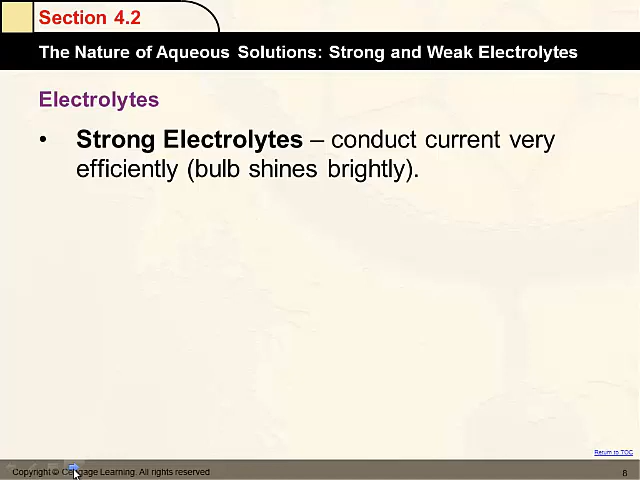 Section 4.2
The Nature of Aqueous Solutions: Strong and Weak Electrolytes
Electrolytes
• Strong Electrolytes – conduct current very
efficiently (bulb shines brightly).
Return to TOC
Copyright © Cengage Learning. All rights reserved
8